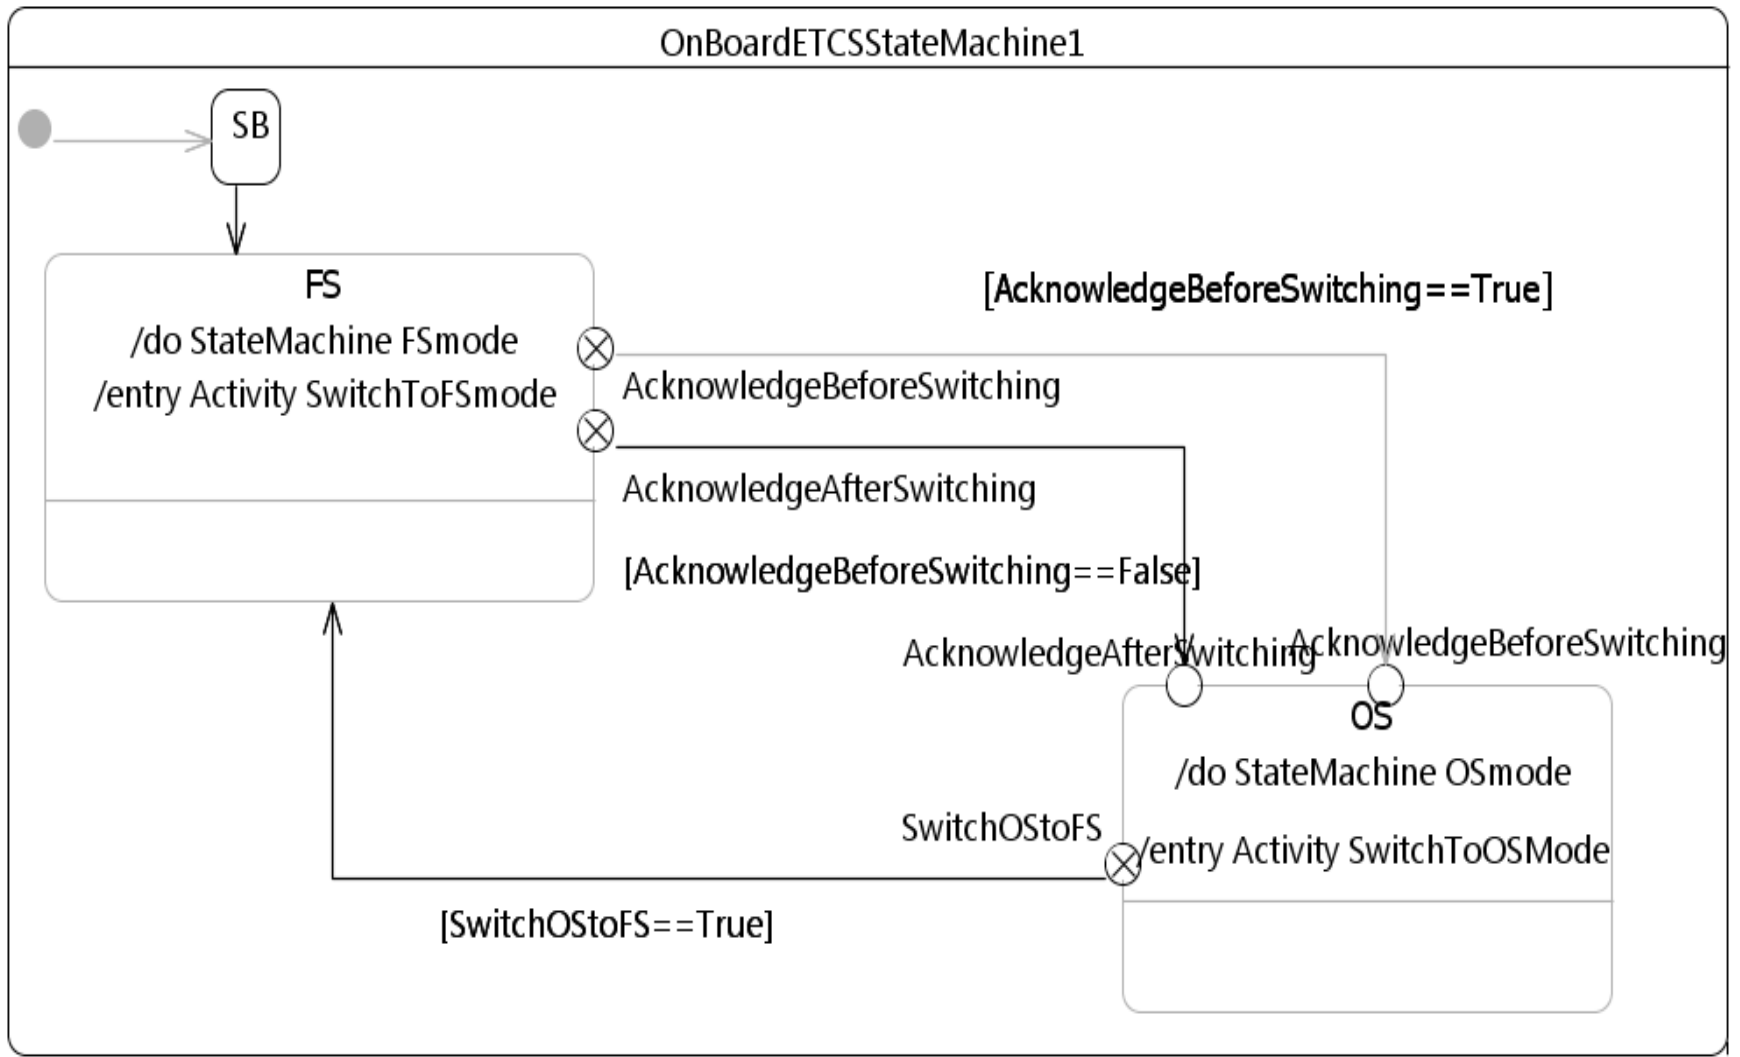 OnBoardETCSStateMachine1
SB
FS
/do StateMachine FSmode
/entry Activity SwitchToFSmode
[AcknowledgeBeforeSwitching==True]
AcknowledgeBeforeSwitching
AcknowledgeAfterSwitching
[AcknowledgeBeforeSwitching==False]
AcknowledgeAfterSwitching
AcknowledgeBeforeSwitching
OS
/do StateMachine OSmode
/entry Activity SwitchToOSMode
SwitchOStoFS
[SwitchOStoFS==True]